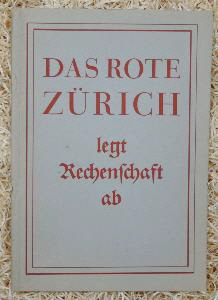 DAS ROTE
ZÜRICH
legt
Rechenſchaft
ab